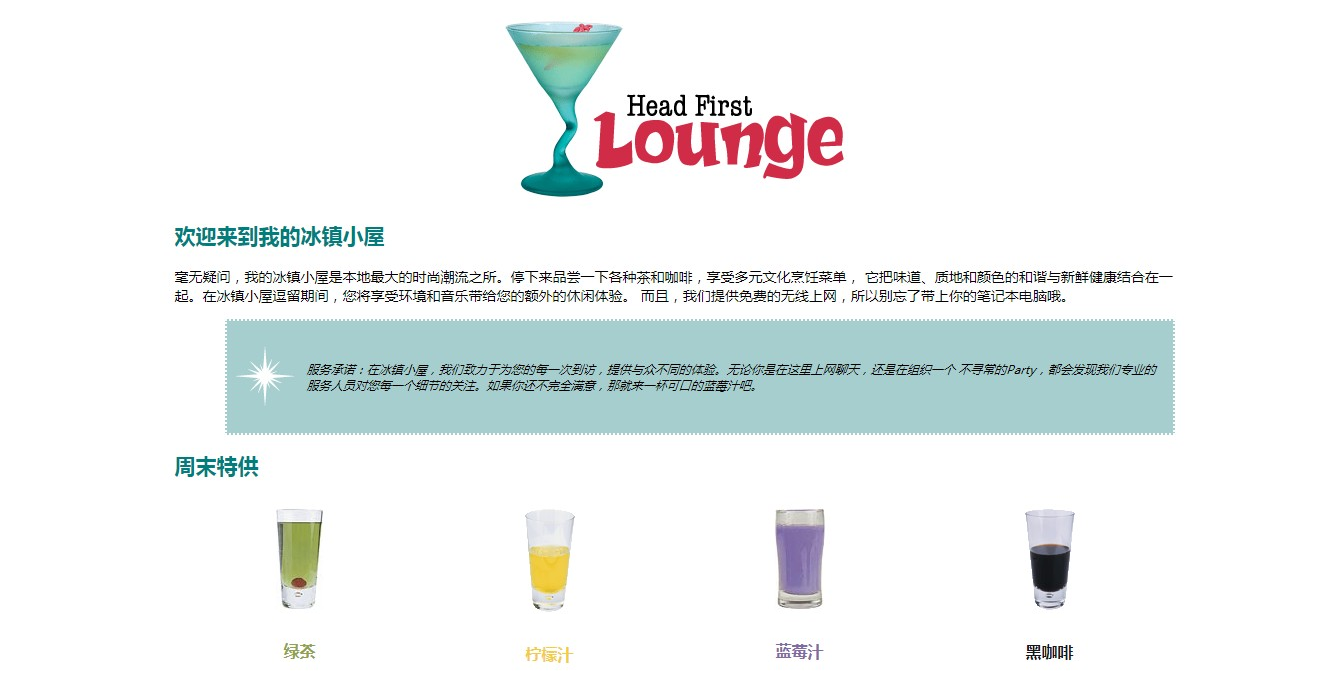 Head First
Lounge
欢迎来到我的冰镇小屋
毫无疑问，我的冰镇小屋是本地最大的时尚潮流之所。停下来品尝一下各种茶和咖啡，享受多元文化烹饪菜单， 它把味道、质地和颜色的和谐与新鲜健康结合在一
起。在冰镇小屋逗留期间，您将享受环境和音乐带给您的额外的休闲体验。 而且，我们提供免费的无线上网，所以别忘了带上你的笔记本电脑哦。
服务承诺：在冰镇小屋，我们致力于为您的每一次到访，提供与众不同的体验。无论你是在这里上网聊天，还是在组织一个 不寻常的Party，都会发现我们专业的
服务人员对您每一个细节的关注。如果你还不完全满意，那就来一杯可口的蓝莓汁吧。
周末特供
绿茶
柠檬汁
蓝莓汁
黑咖啡